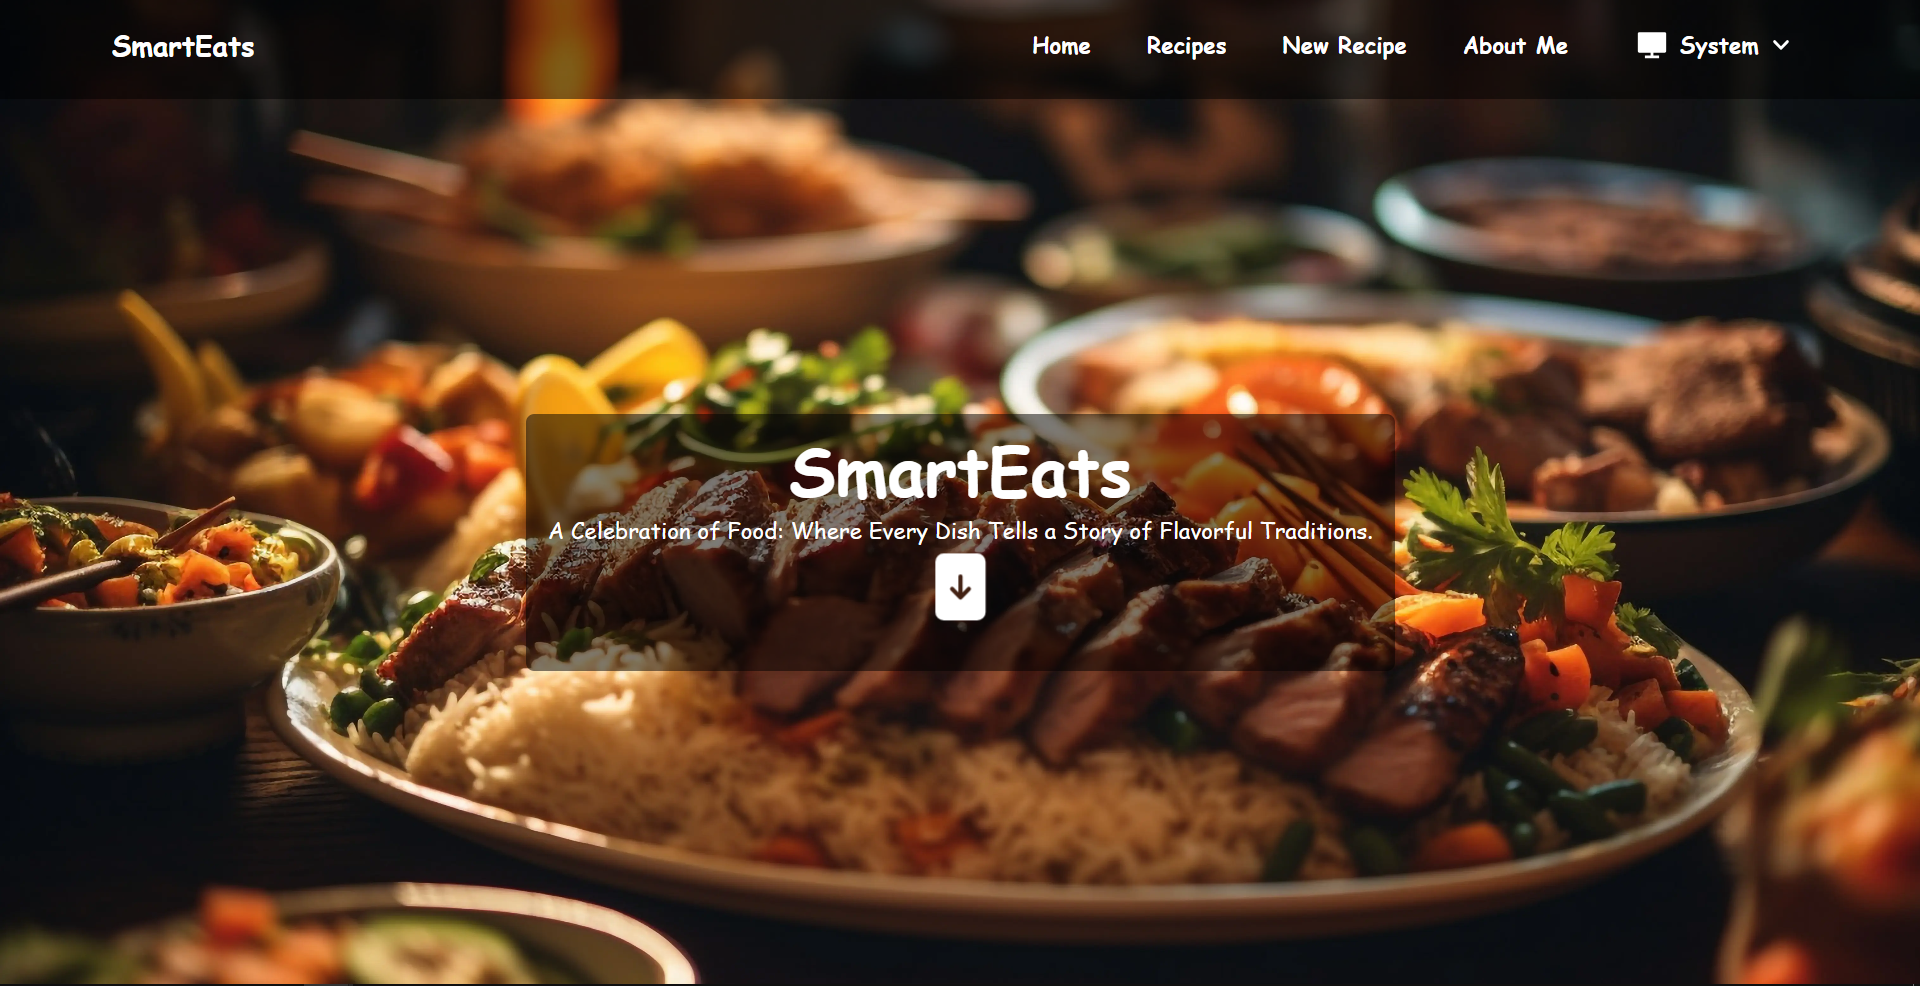 SmartEats
Home Recipes New Recipe About Me System
SmartEats
A Celebration of Food: Where Every Dish Tells a Story of Flavorful Traditions.